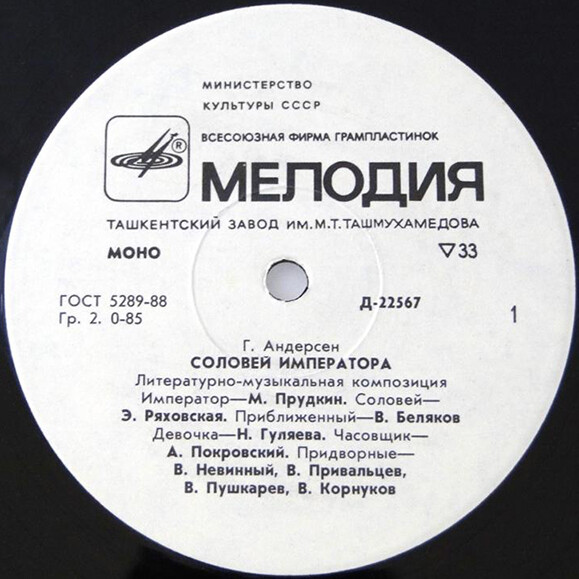 МИНИСТЕРСТВО
КУЛЬТУРЫ СССР
ВСЕСОЮЗНАЯ ФИРМА ГРАМПЛАСТИНОК
®
МЕЛОДИЯ
ТАШКЕНТСКИЙ ЗАВОД ИМ.М.Т.ТАШМУХАМЕДОВА
МОНО ▽33
ГОСТ 5289-88 Д-22567 1
Гр. 2. 0-85
Г. Андерсен
СОЛОВЕЙ ИМПЕРАТОРА
Литературно-музыкальная композиция
Император—М. Прудкин. Соловей—
Э. Ряховская. Приближенный—В. Беляков
Девочка—Н. Гуляева. Часовщик—
А. Покровский. Придворные—
В. Невинный, В. Привальцев,
В. Пушкарев, В. Корнуков